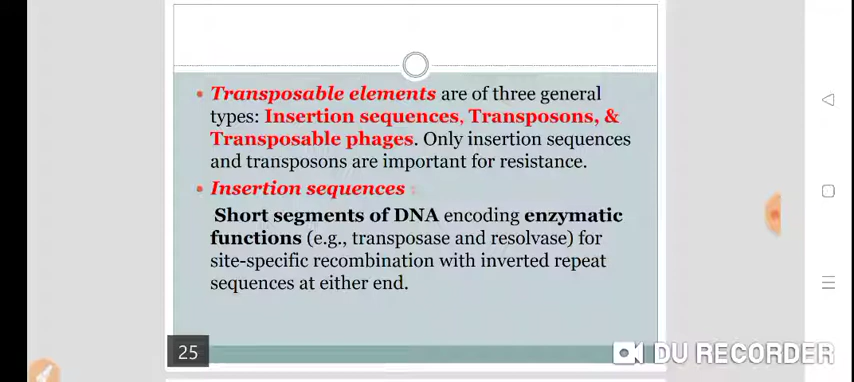 Transposable elements are of three general
types: Insertion sequences, Transposons, &
Transposable phages. Only insertion sequences
and transposons are important for resistance.
Insertion sequences :
Short segments of DNA encoding enzymatic
functions (e.g., transposase and resolvase) for
site-specific recombination with inverted repeat
sequences at either end.
25
DU RECORDER